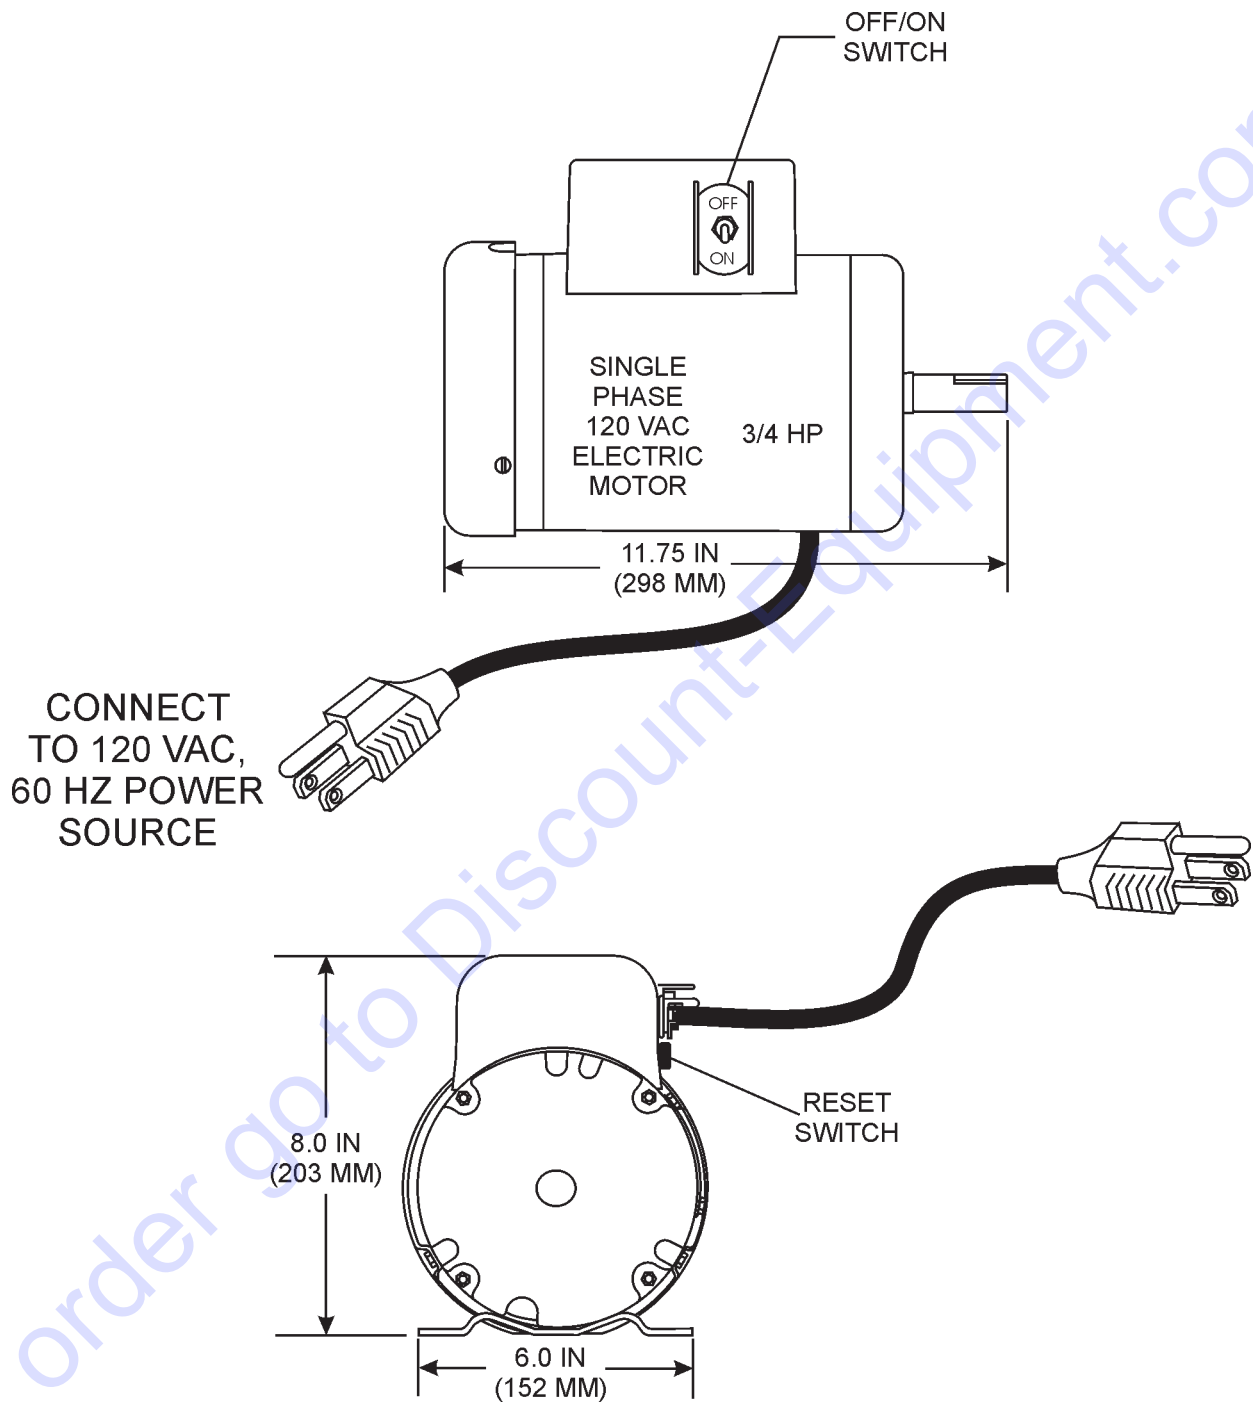 OFF/ON
SWITCH
OFF
ON
SINGLE
PHASE
120 VAC
ELECTRIC
MOTOR
3/4 HP
11.75 IN
(298 MM)
CONNECT
TO 120 VAC,
60 HZ POWER
SOURCE
RESET
SWITCH
8.0 IN
(203 MM)
6.0 IN
(152 MM)
order go to Discount-Equipment.com